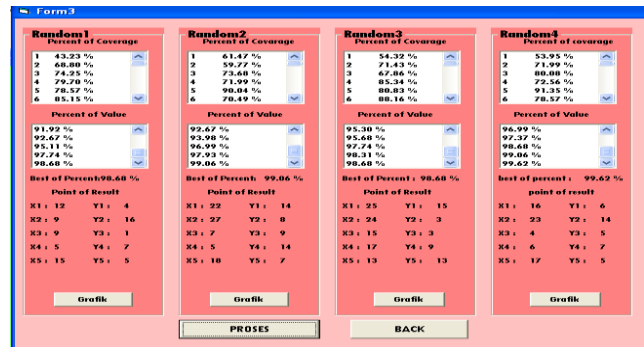 Form3
Random1
Percent of Coverage
1 43.23 %
2 68.80 %
3 74.25 %
4 79.70 %
5 78.57 %
6 85.15 %
Percent of Value
91.92 %
92.67 %
95.11 %
97.74 %
98.68 %
Best of Percent: 98.68 %
Point of Result
X1 : 12 Y1 : 4
X2 : 9 Y2 : 16
X3 : 9 Y3 : 1
X4 : 5 Y4 : 7
X5 : 15 Y5 : 5
Grafik
Random2
Percent of Covarage
1 61.47 %
2 59.77 %
3 73.68 %
4 71.99 %
5 90.04 %
6 70.49 %
Percent of Value
92.67 %
93.98 %
96.99 %
97.93 %
99.06 %
Best of Percent: 99.06 %
Point of Result
X1 : 22 Y1 : 14
X2 : 27 Y2 : 8
X3 : 7 Y3 : 9
X4 : 5 Y4 : 14
X5 : 18 Y5 : 7
Grafik
Random3
Percent of Covarage
1 54.32 %
2 71.43 %
3 67.86 %
4 85.34 %
5 80.83 %
6 88.16 %
Percent of Value
95.30 %
95.68 %
97.74 %
98.31 %
98.68 %
Best of Percent : 98.68 %
Point of Result
X1 : 25 Y1 : 15
X2 : 24 Y2 : 3
X3 : 15 Y3 : 3
X4 : 17 Y4 : 9
X5 : 13 Y5 : 13
Grafik
Random4
Percent of Covarage
1 53.95 %
2 71.99 %
3 80.08 %
4 72.56 %
5 91.35 %
6 78.57 %
Percent of Value
96.99 %
97.37 %
98.68 %
99.06 %
99.62 %
best of percent : 99.62 %
point of result
X1 : 16 Y1 : 6
X2 : 23 Y2 : 14
X3 : 4 Y3 : 5
X4 : 6 Y4 : 7
X5 : 17 Y5 : 5
Grafik
PROSES
BACK